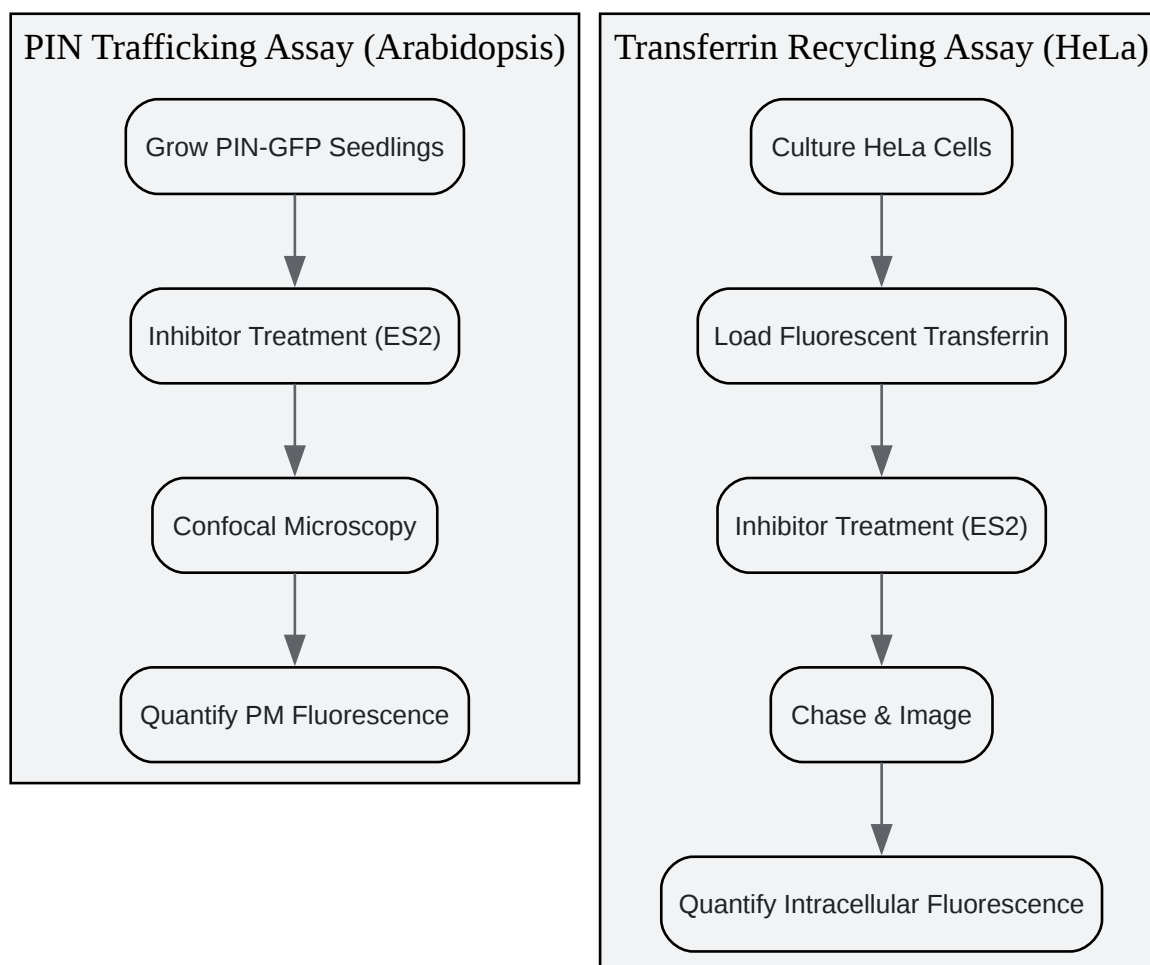 PIN Trafficking Assay (Arabidopsis)
Grow PIN-GFP Seedlings
Inhibitor Treatment (ES2)
Confocal Microscopy
Quantify PM Fluorescence
Transferrin Recycling Assay (HeLa)
Culture HeLa Cells
Load Fluorescent Transferrin
Inhibitor Treatment (ES2)
Chase & Image
Quantify Intracellular Fluorescence